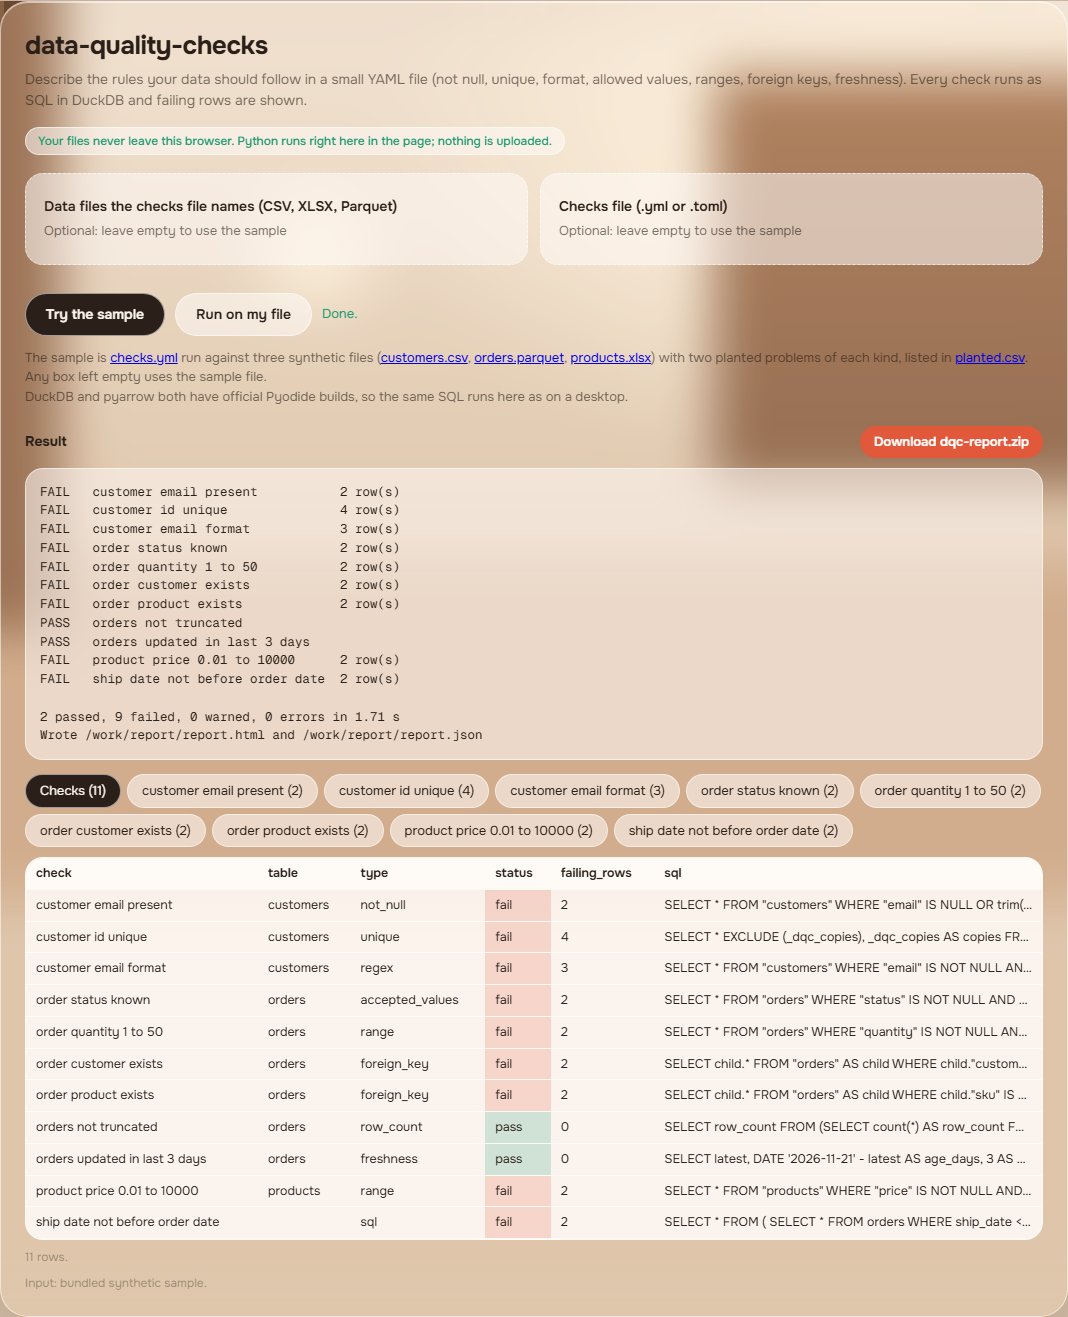 data-quality-checks
Describe the rules your data should follow in a small YAML file (not null, unique, format, allowed values, ranges, foreign keys, freshness). Every check runs as
SQL in DuckDB and failing rows are shown.
Your files never leave this browser. Python runs right here in the page; nothing is uploaded.
Data files the checks file names (CSV, XLSX, Parquet)
Optional: leave empty to use the sample
Checks file (.yml or .toml)
Optional: leave empty to use the sample
Try the sample Run on my file Done.
The sample is checks.yml run against three synthetic files (customers.csv, orders.parquet, products.xlsx) with two planted problems of each kind, listed in planted.csv.
Any box left empty uses the sample file.
DuckDB and pyarrow both have official Pyodide builds, so the same SQL runs here as on a desktop.
Result Download dqc-report.zip
FAIL customer email present 2 row(s)
FAIL customer id unique 4 row(s)
FAIL customer email format 3 row(s)
FAIL order status known 2 row(s)
FAIL order quantity 1 to 50 2 row(s)
FAIL order customer exists 2 row(s)
FAIL order product exists 2 row(s)
PASS orders not truncated
PASS orders updated in last 3 days
FAIL product price 0.01 to 10000 2 row(s)
FAIL ship date not before order date 2 row(s)
2 passed, 9 failed, 0 warned, 0 errors in 1.71 s
Wrote /work/report/report.html and /work/report/report.json
Checks (11) customer email present (2) customer id unique (4) customer email format (3) order status known (2) order quantity 1 to 50 (2)
order customer exists (2) order product exists (2) product price 0.01 to 10000 (2) ship date not before order date (2)
check table type status failing_rows sql
customer email present customers not_null fail 2 SELECT * FROM "customers" WHERE "email" IS NULL OR trim(...
customer id unique customers unique fail 4 SELECT * EXCLUDE (_dqc_copies), _dqc_copies AS copies FR...
customer email format customers regex fail 3 SELECT * FROM "customers" WHERE "email" IS NOT NULL AN...
order status known orders accepted_values fail 2 SELECT * FROM "orders" WHERE "status" IS NOT NULL AND ...
order quantity 1 to 50 orders range fail 2 SELECT * FROM "orders" WHERE "quantity" IS NOT NULL AN...
order customer exists orders foreign_key fail 2 SELECT child.* FROM "orders" AS child WHERE child."custom...
order product exists orders foreign_key fail 2 SELECT child.* FROM "orders" AS child WHERE child."sku" IS ...
orders not truncated orders row_count pass 0 SELECT row_count FROM (SELECT count(*) AS row_count F...
orders updated in last 3 days orders freshness pass 0 SELECT latest, DATE '2026-11-21' - latest AS age_days, 3 AS ...
product price 0.01 to 10000 products range fail 2 SELECT * FROM "products" WHERE "price" IS NOT NULL AND...
ship date not before order date sql fail 2 SELECT * FROM ( SELECT * FROM orders WHERE ship_date <...
11 rows.
Input: bundled synthetic sample.